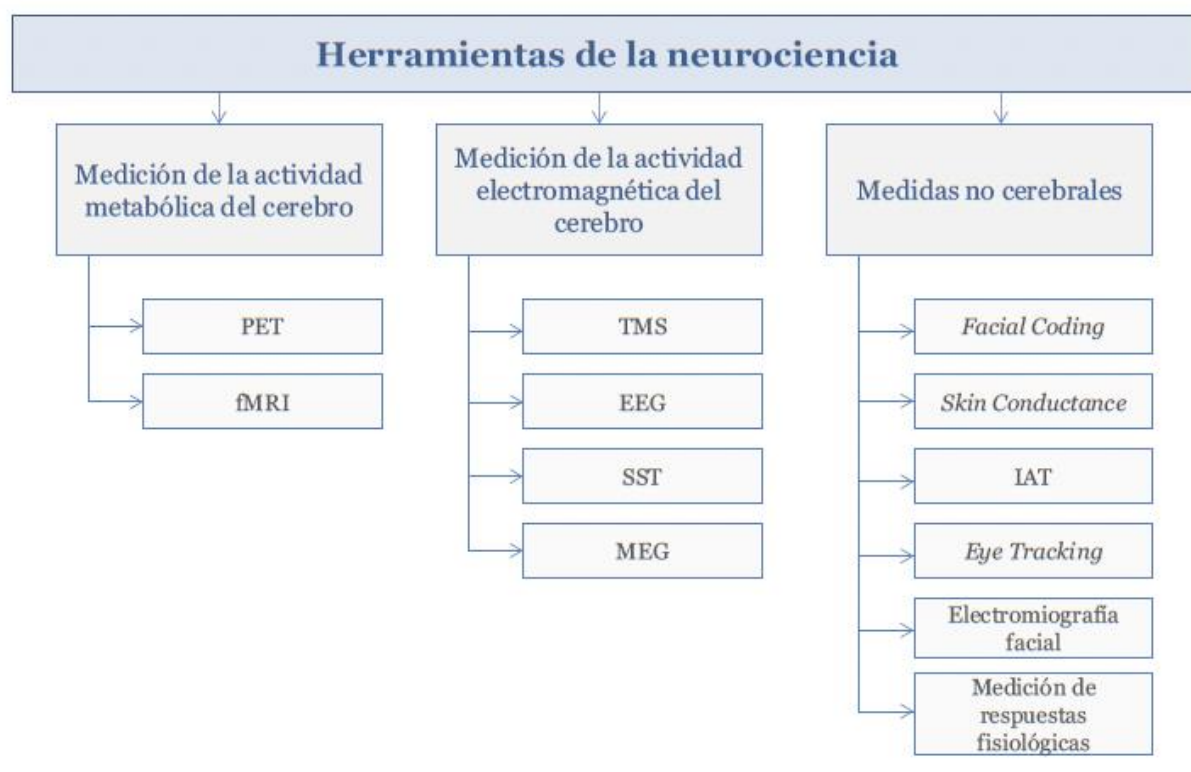 Herramientas de la neurociencia
Medición de la actividad
metabólica del cerebro
PET
fMRI
Medición de la actividad
electromagnética del
cerebro
TMS
EEG
SST
MEG
Medidas no cerebrales
Facial Coding
Skin Conductance
IAT
Eye Tracking
Electromiografía
facial
Medición de
respuestas
fisiológicas